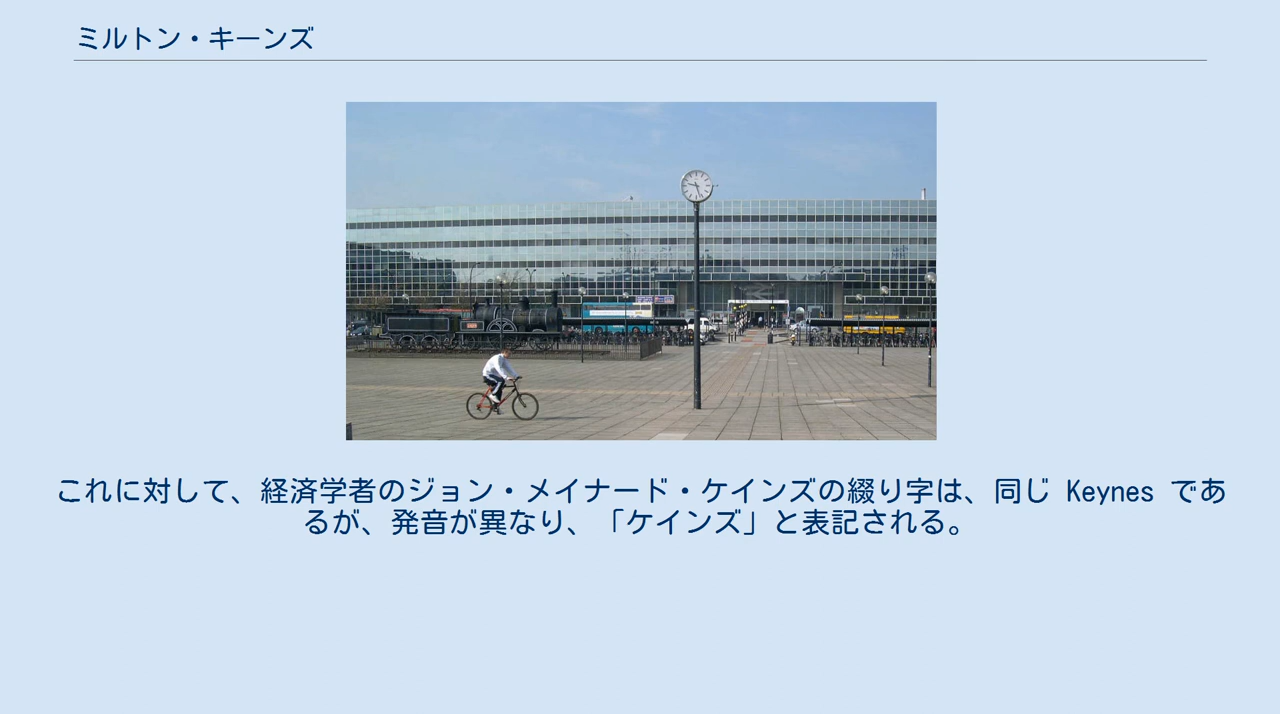 ミルトン・キーンズ
これに対して、経済学者のジョン・メイナード・ケインズの綴り字は、同じ Keynes であ
るが、発音が異なり、「ケインズ」と表記される。